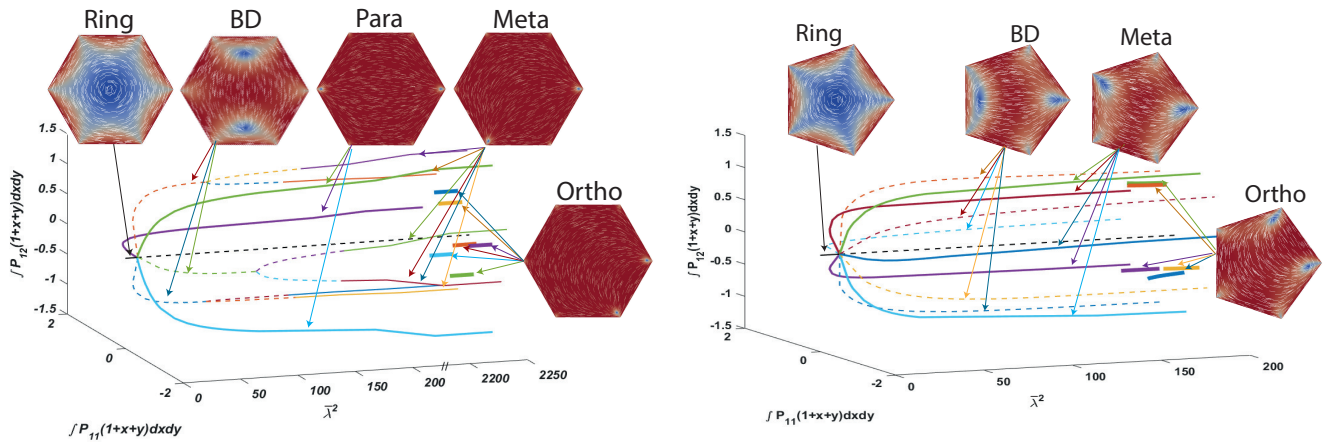 Ring BD Para Meta
1.5
1
0.5
0
-0.5
-1
-1.5
∫P₁₂(1+x+y)dxdy
2
0
-2
∫P₁₁(1+x+y)dxdy
0 50 100 150 200 2200 2250
λ̄²
Ortho
Ring BD Meta
1.5
1
0.5
0
-0.5
-1
-1.5
∫P₁₂(1+x+y)dxdy
2
0
-2
∫P₁₁(1+x+y)dxdy
0 50 100 150 200
λ̄²
Ortho